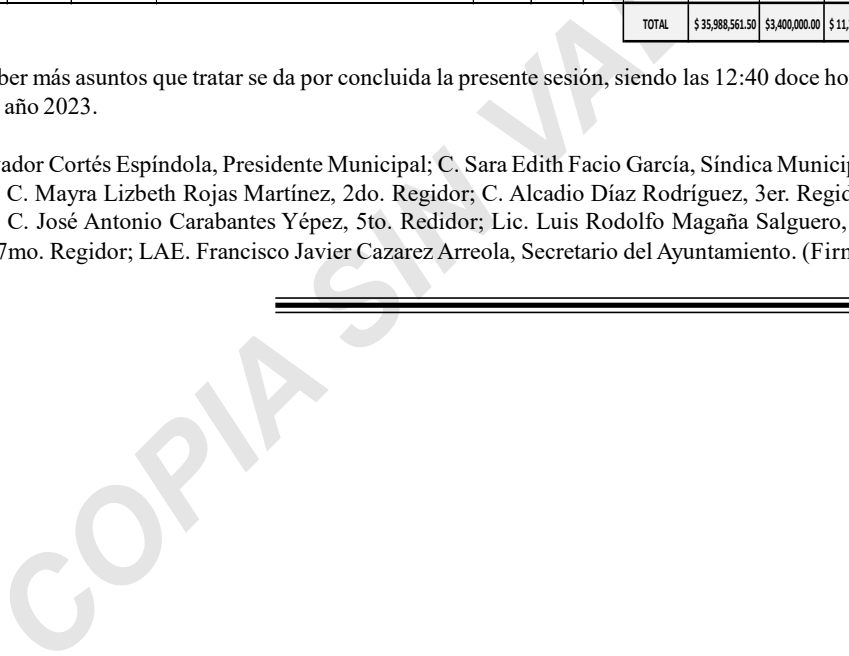 TOTAL $ 35,988,561.50 $3,400,000.00 $ 11,
ber más asuntos que tratar se da por concluida la presente sesión, siendo las 12:40 doce ho
año 2023.
ador Cortés Espíndola, Presidente Municipal; C. Sara Edith Facio García, Síndica Municip
C. Mayra Lizbeth Rojas Martínez, 2do. Regidor; C. Alcadio Díaz Rodríguez, 3er. Regid
C. José Antonio Carabantes Yépez, 5to. Redidor; Lic. Luis Rodolfo Magaña Salguero,
7mo. Regidor; LAE. Francisco Javier Cazarez Arreola, Secretario del Ayuntamiento. (Firm
COPIA SIN VAL